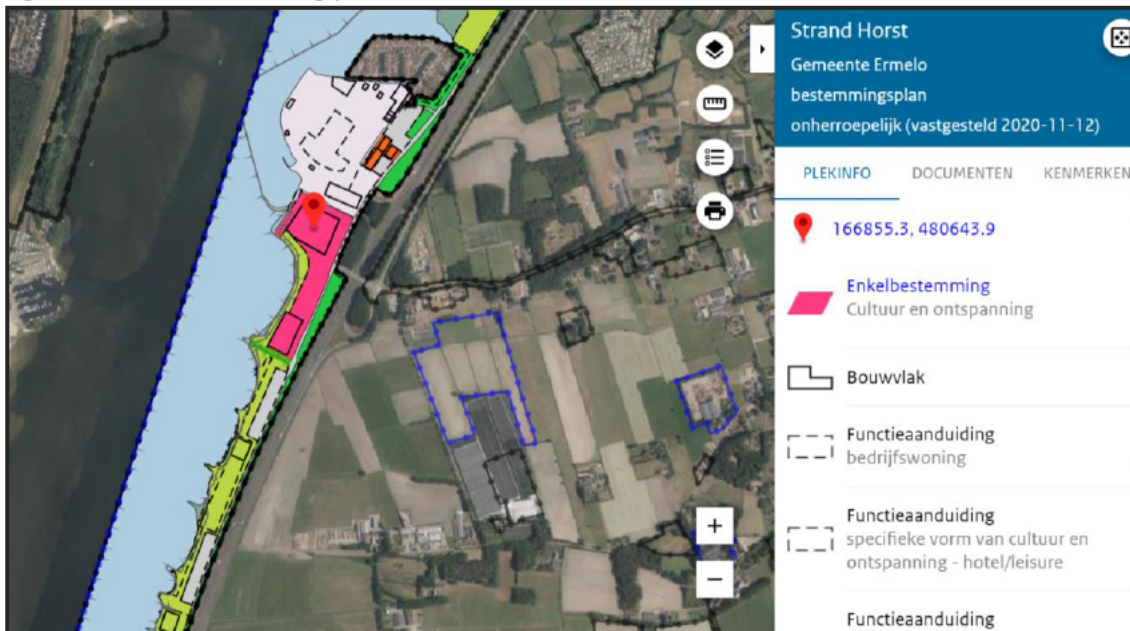 Strand Horst
Gemeente Ermelo
bestemmingsplan
onherroepelijk (vastgesteld 2020-11-12)
PLEKINFO DOCUMENTEN KENMERKEN
166855.3, 480643.9
Enkelbestemming
Cultuur en ontspanning
Bouwvlak
Functieaanduiding
bedrijfswoning
Functieaanduiding
specifieke vorm van cultuur en
ontspanning - hotel/leisure
Functieaanduiding
+
−